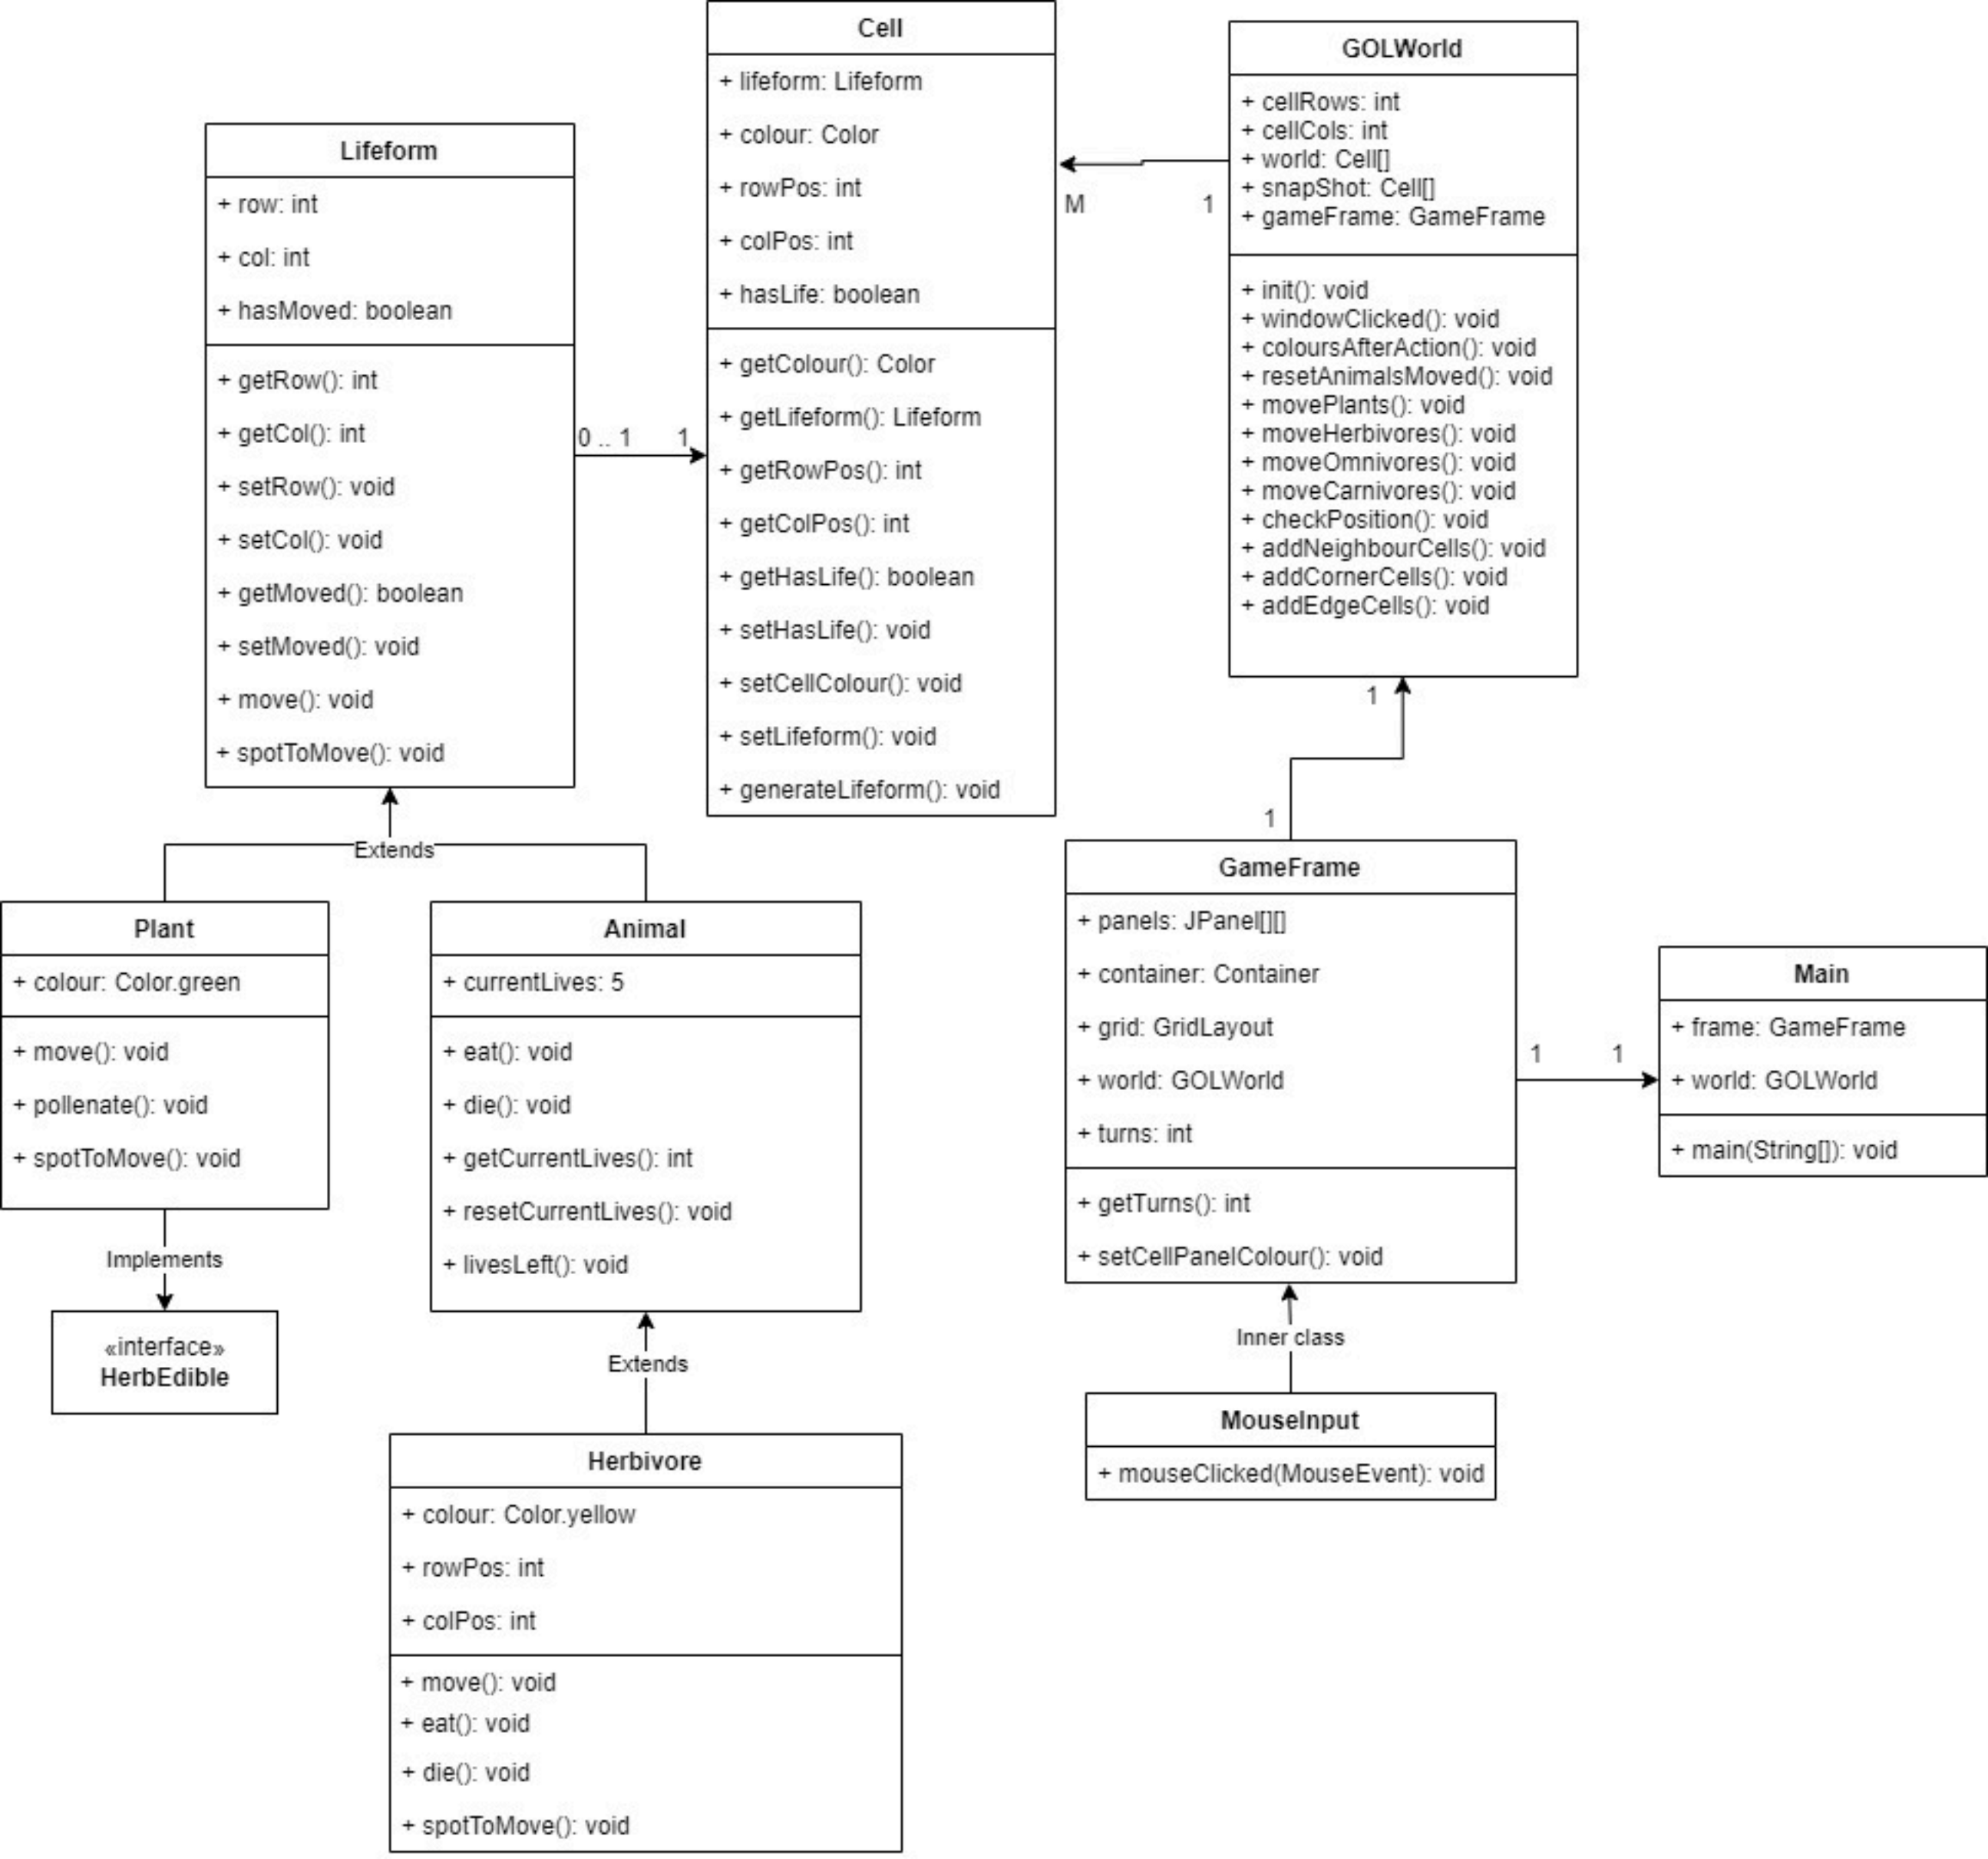 Cell
+ lifeform: Lifeform
+ colour: Color
+ rowPos: int
+ colPos: int
+ hasLife: boolean
+ getColour(): Color
+ getLifeform(): Lifeform
+ getRowPos(): int
+ getColPos(): int
+ getHasLife(): boolean
+ setHasLife(): void
+ setCellColour(): void
+ setLifeform(): void
+ generateLifeform(): void
GOLWorld
+ cellRows: int
+ cellCols: int
+ world: Cell[]
+ snapShot: Cell[]
+ gameFrame: GameFrame
+ init(): void
+ windowClicked(): void
+ coloursAfterAction(): void
+ resetAnimalsMoved(): void
+ movePlants(): void
+ moveHerbivores(): void
+ moveOmnivores(): void
+ moveCarnivores(): void
+ checkPosition(): void
+ addNeighbourCells(): void
+ addCornerCells(): void
+ addEdgeCells(): void
M
1
Lifeform
+ row: int
+ col: int
+ hasMoved: boolean
+ getRow(): int
+ getCol(): int
+ setRow(): void
+ setCol(): void
+ getMoved(): boolean
+ setMoved(): void
+ move(): void
+ spotToMove(): void
0 .. 1
1
Extends
1
1
Plant
+ colour: Color.green
+ move(): void
+ pollenate(): void
+ spotToMove(): void
Implements
«interface»
HerbEdible
Animal
+ currentLives: 5
+ eat(): void
+ die(): void
+ getCurrentLives(): int
+ resetCurrentLives(): void
+ livesLeft(): void
Extends
Herbivore
+ colour: Color.yellow
+ rowPos: int
+ colPos: int
+ move(): void
+ eat(): void
+ die(): void
+ spotToMove(): void
GameFrame
+ panels: JPanel[][]
+ container: Container
+ grid: GridLayout
+ world: GOLWorld
+ turns: int
+ getTurns(): int
+ setCellPanelColour(): void
1
1
Main
+ frame: GameFrame
+ world: GOLWorld
+ main(String[]): void
Inner class
MouseInput
+ mouseClicked(MouseEvent): void